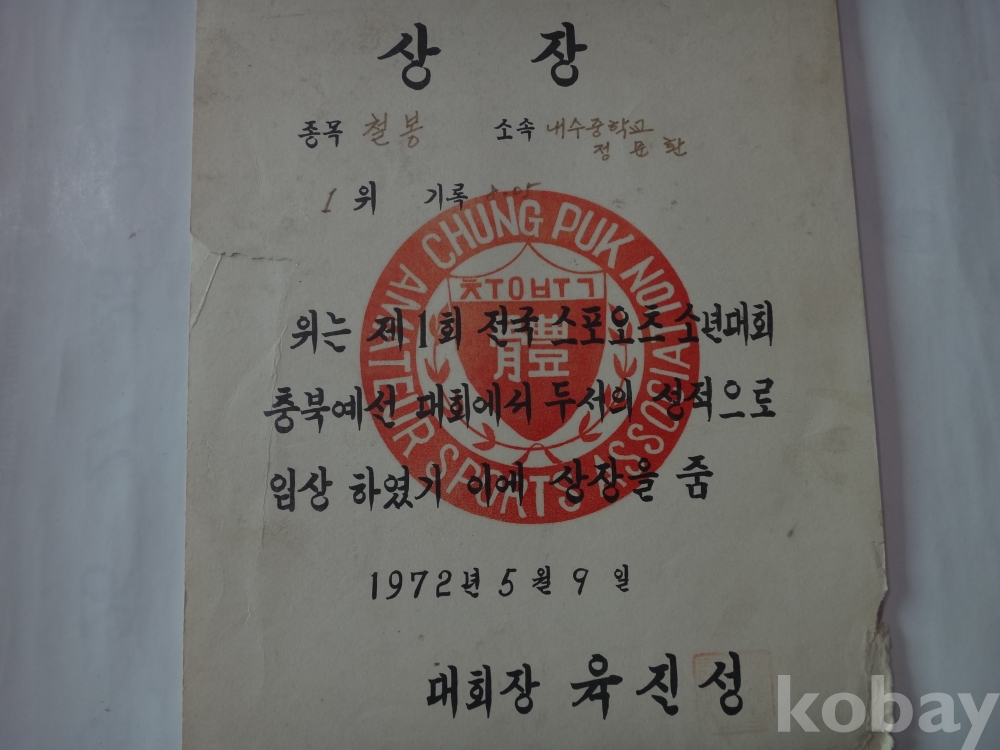 상 장
종목 철봉 소속 내수중학교
정문환
1 위 기록
CHUNG PUK
AMATEUR SPORTS ASSOSIATION
體
위는 제1회 전국 스포오츠 소년대회
충북예선 대회에서 두서의 성적으로
입상 하였기 이에 상장을 줌
1972년 5월 9일
대회장 육진성
kobay